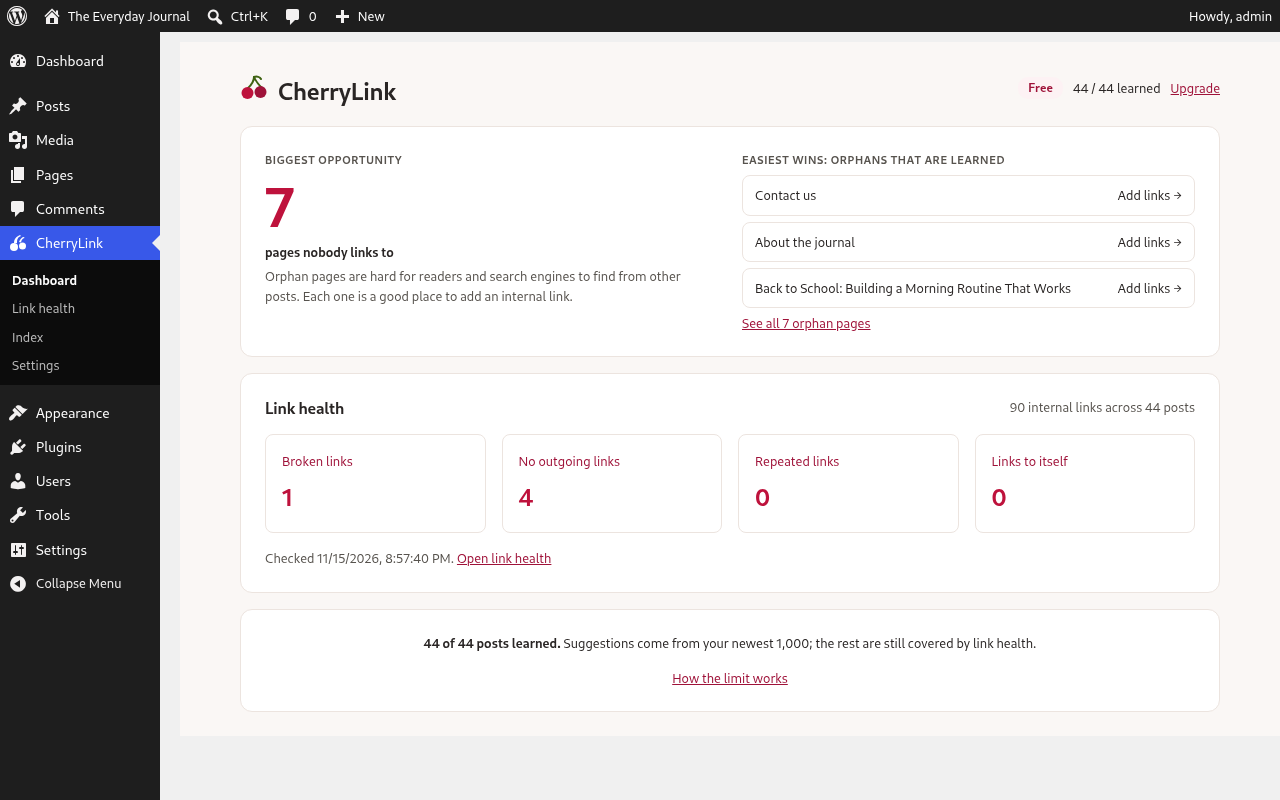 The Everyday Journal
Ctrl+K
0
New
Howdy, admin
Dashboard
Posts
Media
Pages
Comments
CherryLink
Dashboard
Link health
Index
Settings
Appearance
Plugins
Users
Tools
Settings
Collapse Menu
CherryLink
Free
44 / 44 learned
Upgrade
BIGGEST OPPORTUNITY
7
pages nobody links to
Orphan pages are hard for readers and search engines to find from other
posts. Each one is a good place to add an internal link.
EASIEST WINS: ORPHANS THAT ARE LEARNED
Contact us
Add links →
About the journal
Add links →
Back to School: Building a Morning Routine That Works
Add links →
See all 7 orphan pages
Link health
90 internal links across 44 posts
Broken links
1
No outgoing links
4
Repeated links
0
Links to itself
0
Checked 11/15/2026, 8:57:40 PM. Open link health
44 of 44 posts learned. Suggestions come from your newest 1,000; the rest are still covered by link health.
How the limit works